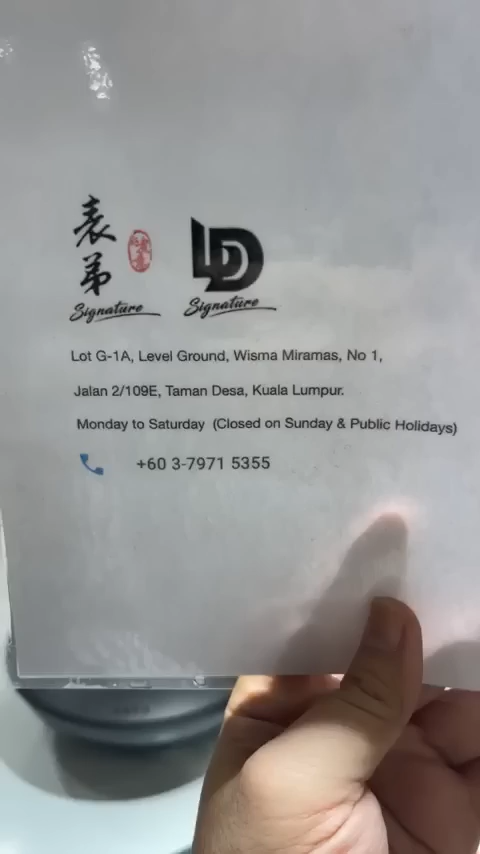 表弟
Signature
LD
Signature
Lot G-1A, Level Ground, Wisma Miramas, No 1,
Jalan 2/109E, Taman Desa, Kuala Lumpur.
Monday to Saturday (Closed on Sunday & Public Holidays)
+60 3-7971 5355